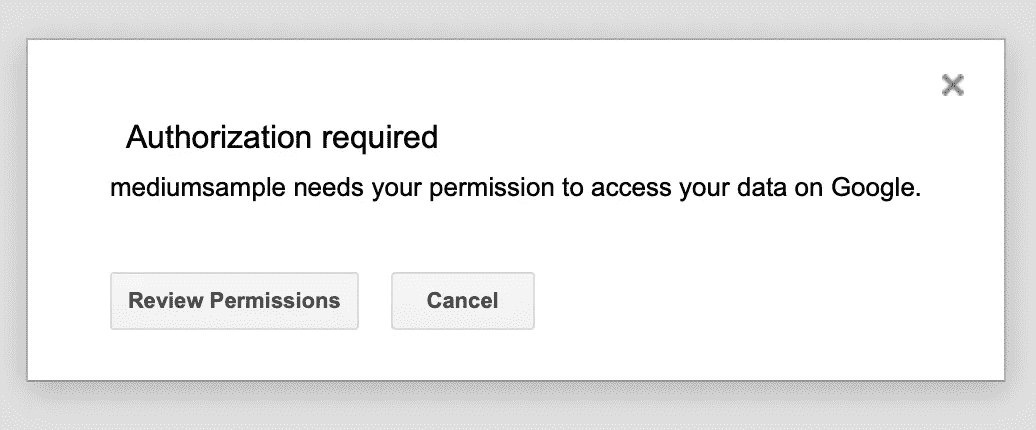 Authorization required
mediumsample needs your permission to access your data on Google.
Review Permissions
Cancel